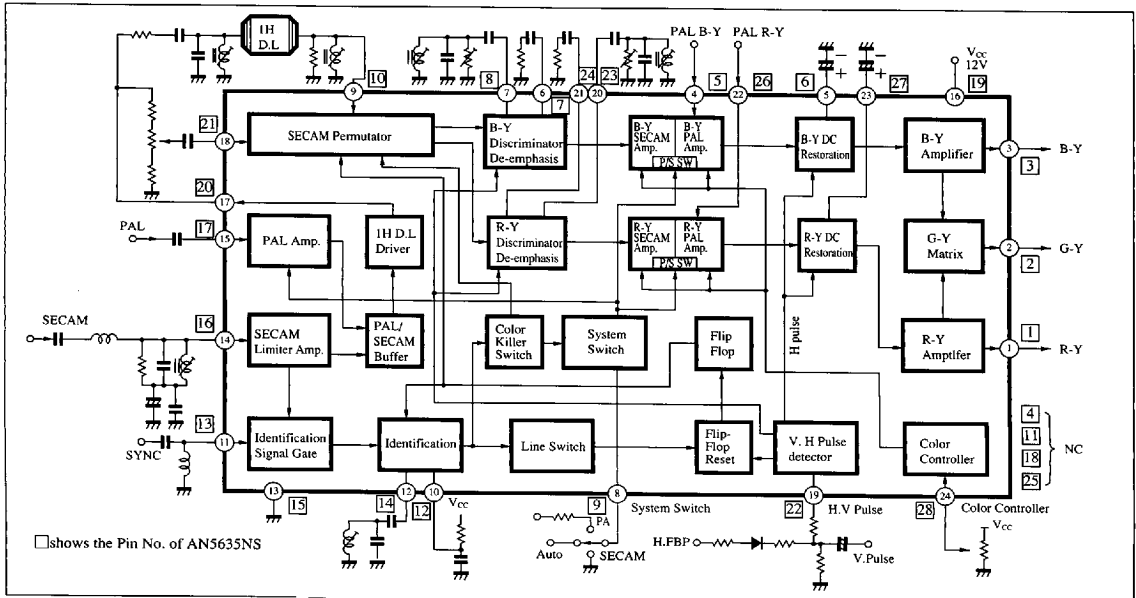 1H
D.L
PAL B-Y
PAL R-Y
VCC
12V
10
8
7
24
23
5
26
6
27
19
9
7
6
21
20
4
22
5
23
16
21
18
SECAM Permutator
B-Y
Discriminator
De-emphasis
B-Y
SECAM
Amp.
B-Y
PAL
Amp.
P/S SW
B-Y DC
Restoration
B-Y
Amplifier
3
B-Y
3
20
17
PAL
17
15
PAL Amp.
1H D.L
Driver
R-Y
Discriminator
De-emphasis
R-Y
SECAM
Amp.
R-Y
PAL
Amp.
P/S SW
R-Y DC
Restoration
G-Y
Matrix
2
G-Y
2
SECAM
16
14
SECAM
Limiter Amp.
PAL/
SECAM
Buffer
Color
Killer
Switch
System
Switch
Flip
Flop
H pulse
R-Y
Amptlfer
1
1
R-Y
13
11
SYNC
Identification
Signal Gate
Identification
Line Switch
Flip-
Flop
Reset
V. H Pulse
detector
Color
Controller
4
11
18
25
NC
13
15
14
12
12
10
VCC
9
8
System Switch
22
19
H.V Pulse
28
24
Color Controller
VCC
PA
Auto
SECAM
H.FBP
V.Pulse
□shows the Pin No. of AN5635NS